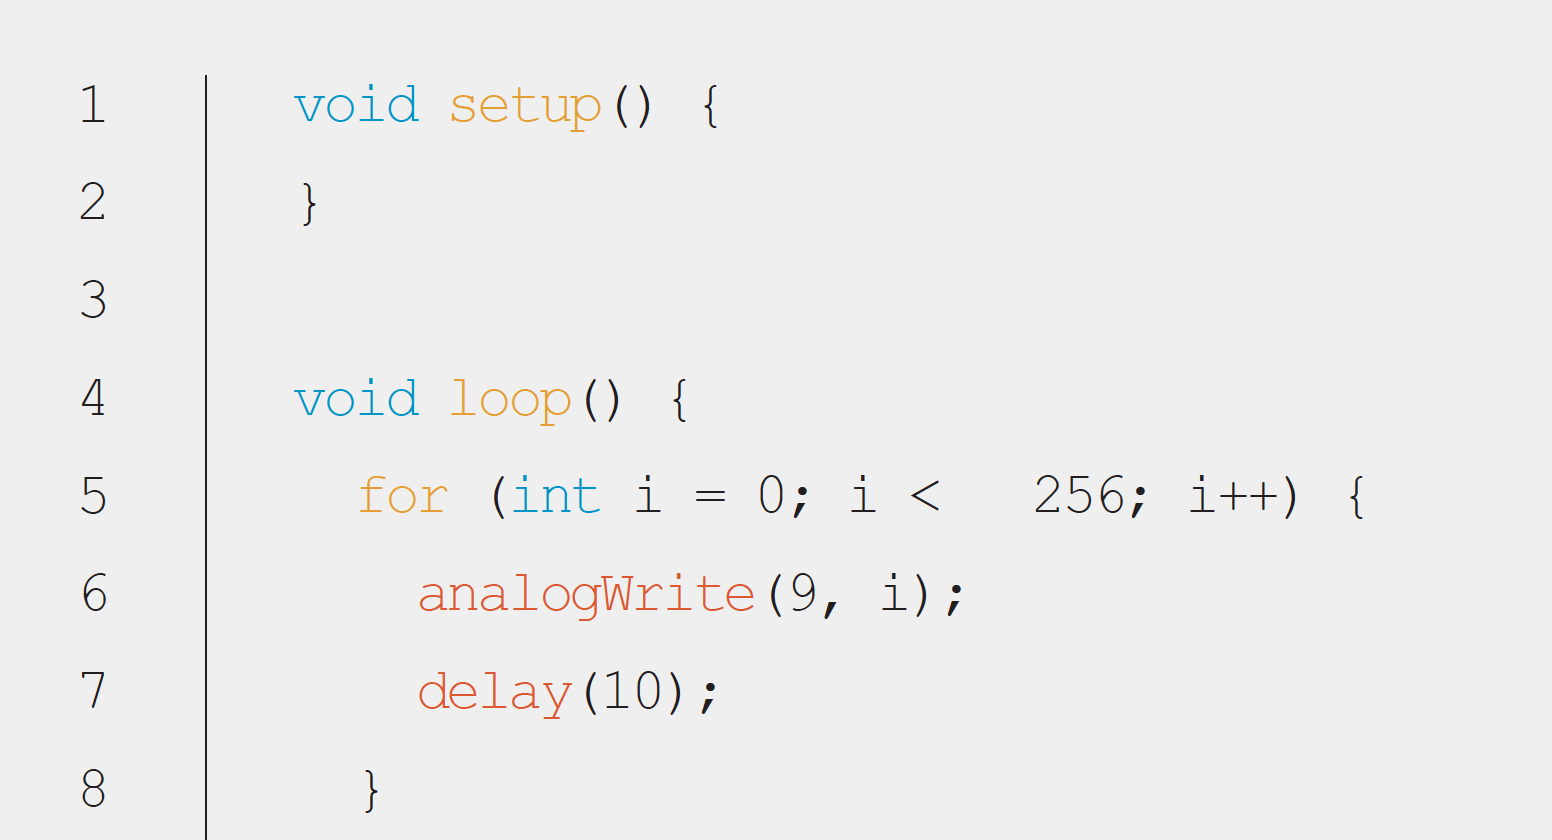 1 void setup() {
2 }
3
4 void loop() {
5 for (int i = 0; i <   256; i++) {
6 analogWrite(9, i);
7 delay(10);
8 }